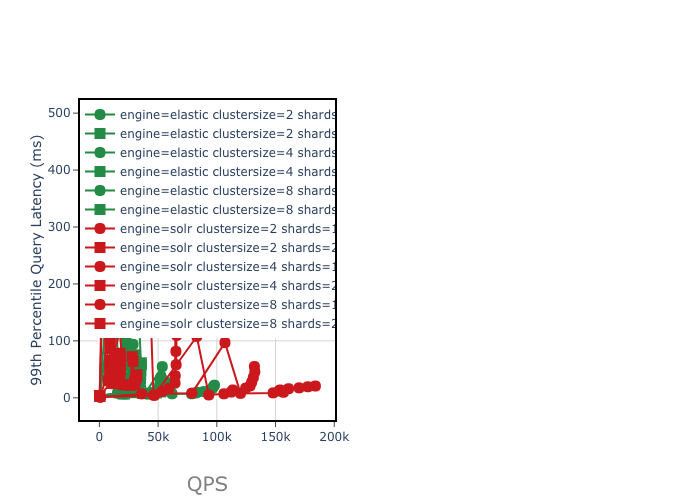 99th Percentile Query Latency (ms)
500
400
300
200
100
0
engine=elastic clustersize=2 shards
engine=elastic clustersize=2 shards
engine=elastic clustersize=4 shards
engine=elastic clustersize=4 shards
engine=elastic clustersize=8 shards
engine=elastic clustersize=8 shards
engine=solr clustersize=2 shards=1
engine=solr clustersize=2 shards=2
engine=solr clustersize=4 shards=1
engine=solr clustersize=4 shards=2
engine=solr clustersize=8 shards=1
engine=solr clustersize=8 shards=2
0 50k 100k 150k 200k
QPS